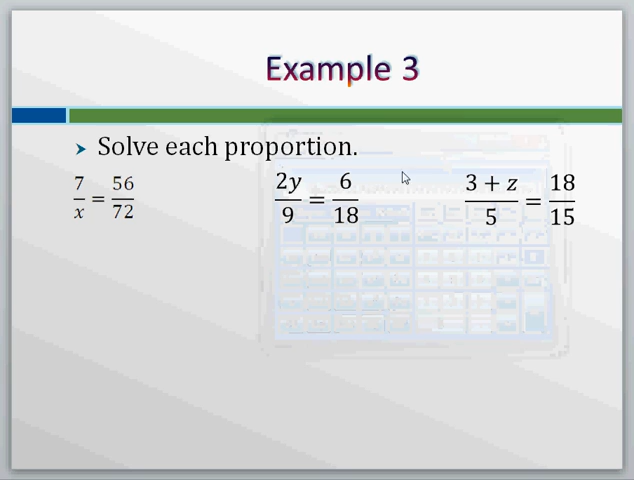 Example 3
Solve each proportion.
7/x = 56/72
2y/9 = 6/18
3 + z/5 = 18/15